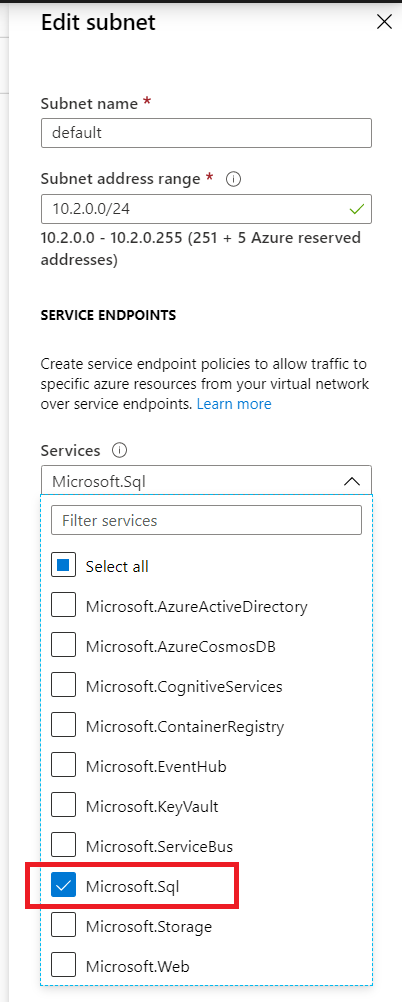 Edit subnet
Subnet name *
default
Subnet address range *
10.2.0.0/24
10.2.0.0 - 10.2.0.255 (251 + 5 Azure reserved
addresses)
SERVICE ENDPOINTS
Create service endpoint policies to allow traffic to
specific azure resources from your virtual network
over service endpoints. Learn more
Services
Microsoft.Sql
Filter services
Select all
Microsoft.AzureActiveDirectory
Microsoft.AzureCosmosDB
Microsoft.CognitiveServices
Microsoft.ContainerRegistry
Microsoft.EventHub
Microsoft.KeyVault
Microsoft.ServiceBus
Microsoft.Sql
Microsoft.Storage
Microsoft.Web